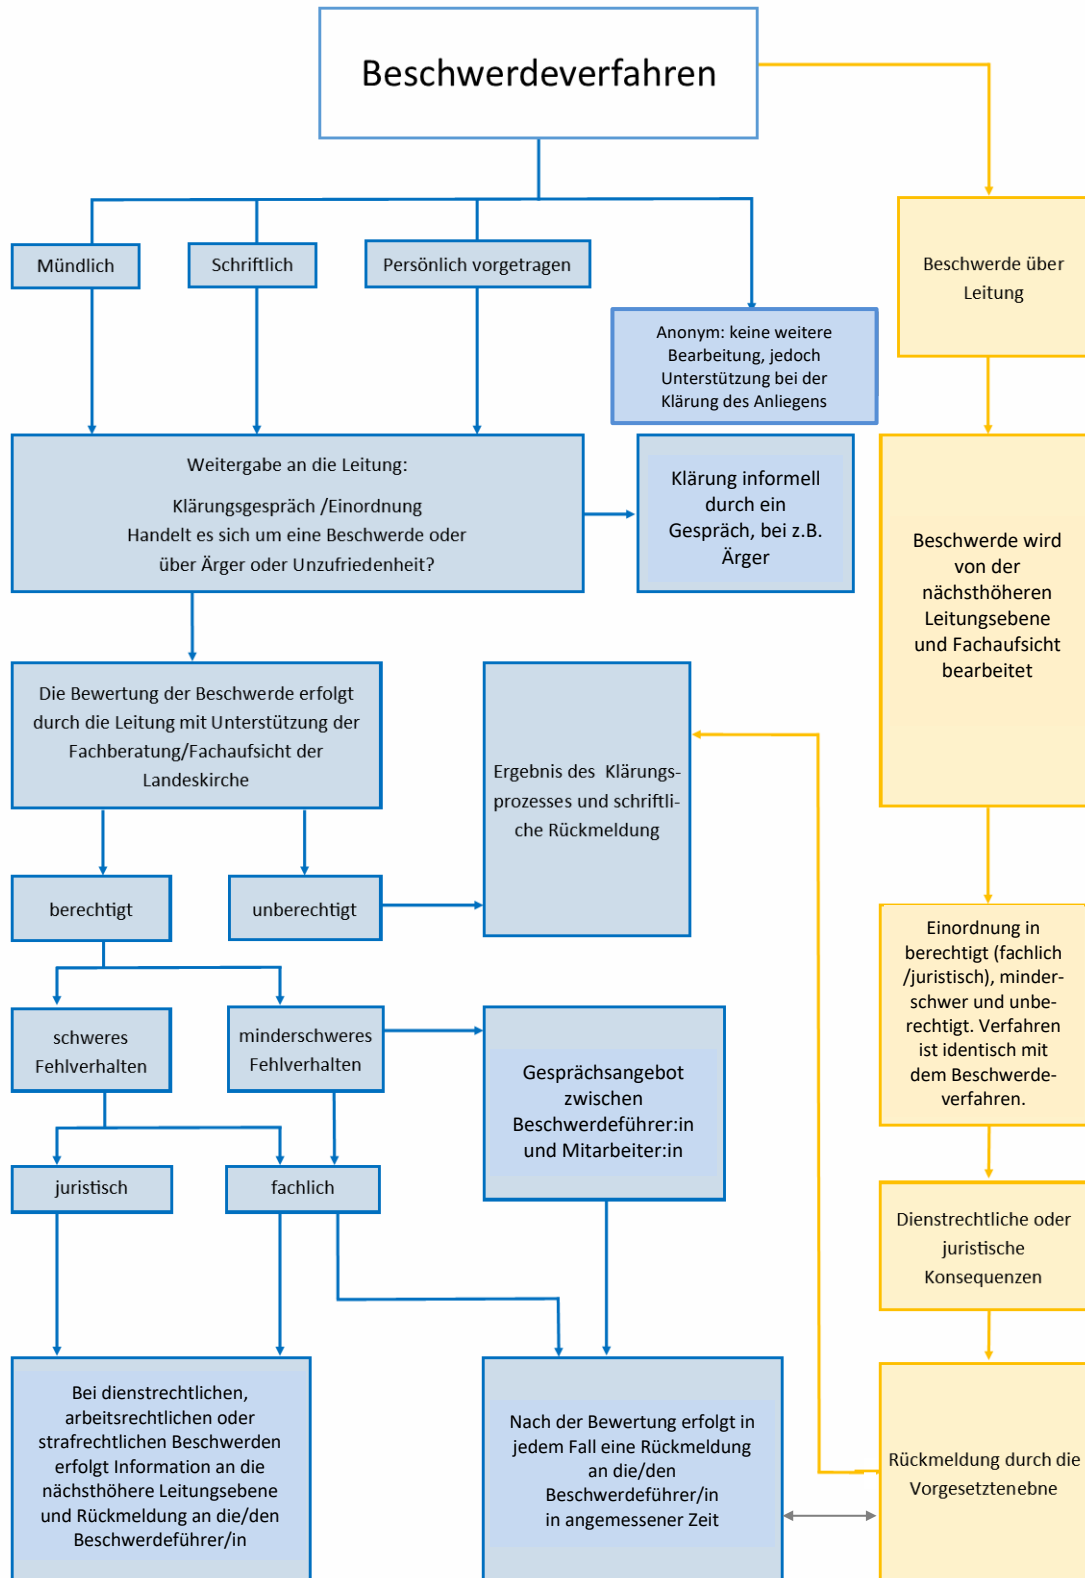 Beschwerdeverfahren
Mündlich
Schriftlich
Persönlich vorgetragen
Beschwerde über
Leitung
Anonym: keine weitere
Bearbeitung, jedoch
Unterstützung bei der
Klärung des Anliegens
Weitergabe an die Leitung:
Klärungsgespräch /Einordnung
Handelt es sich um eine Beschwerde oder
über Ärger oder Unzufriedenheit?
Klärung informell
durch ein
Gespräch, bei z.B.
Ärger
Beschwerde wird
von der
nächsthöheren
Leitungsebene
und Fachaufsicht
bearbeitet
Die Bewertung der Beschwerde erfolgt
durch die Leitung mit Unterstützung der
Fachberatung/Fachaufsicht der
Landeskirche
Ergebnis des Klärungs-
prozesses und schriftli-
che Rückmeldung
berechtigt
unberechtigt
Einordnung in
berechtigt (fachlich
/juristisch), minder-
schwer und unbe-
rechtigt. Verfahren
ist identisch mit
dem Beschwerde-
verfahren.
schweres
Fehlverhalten
minderschweres
Fehlverhalten
Gesprächsangebot
zwischen
Beschwerdeführer:in
und Mitarbeiter:in
juristisch
fachlich
Dienstrechtliche oder
juristische
Konsequenzen
Bei dienstrechtlichen,
arbeitsrechtlichen oder
strafrechtlichen Beschwerden
erfolgt Information an die
nächsthöhere Leitungsebene
und Rückmeldung an die/den
Beschwerdeführer/in
Nach der Bewertung erfolgt in
jedem Fall eine Rückmeldung
an die/den
Beschwerdeführer/in
in angemessener Zeit
Rückmeldung durch die
Vorgesetztenebne